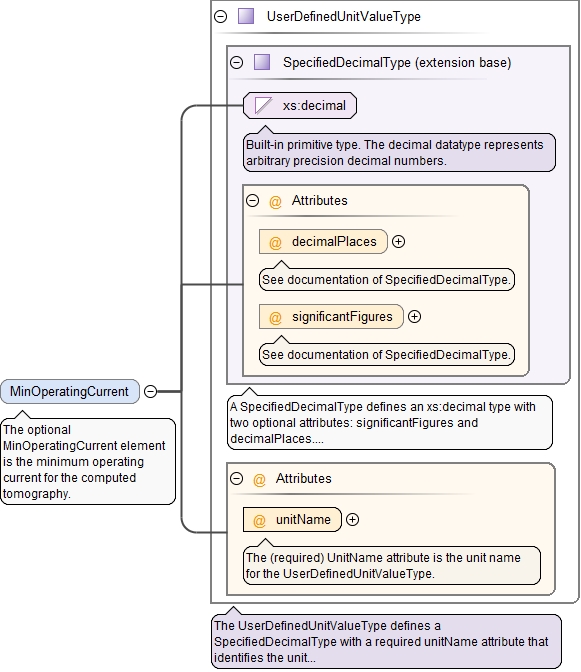 UserDefinedUnitValueType
SpecifiedDecimalType (extension base)
xs:decimal
Built-in primitive type. The decimal datatype represents
arbitrary precision decimal numbers.
@ Attributes
@ decimalPlaces
See documentation of SpecifiedDecimalType.
@ significantFigures
See documentation of SpecifiedDecimalType.
MinOperatingCurrent
The optional
MinOperatingCurrent element
is the minimum operating
current for the computed
tomography.
A SpecifiedDecimalType defines an xs:decimal type with
two optional attributes: significantFigures and
decimalPlaces....
@ Attributes
@ unitName
The (required) UnitName attribute is the unit name
for the UserDefinedUnitValueType.
The UserDefinedUnitValueType defines a
SpecifiedDecimalType with a required unitName attribute that
identifies the unit...